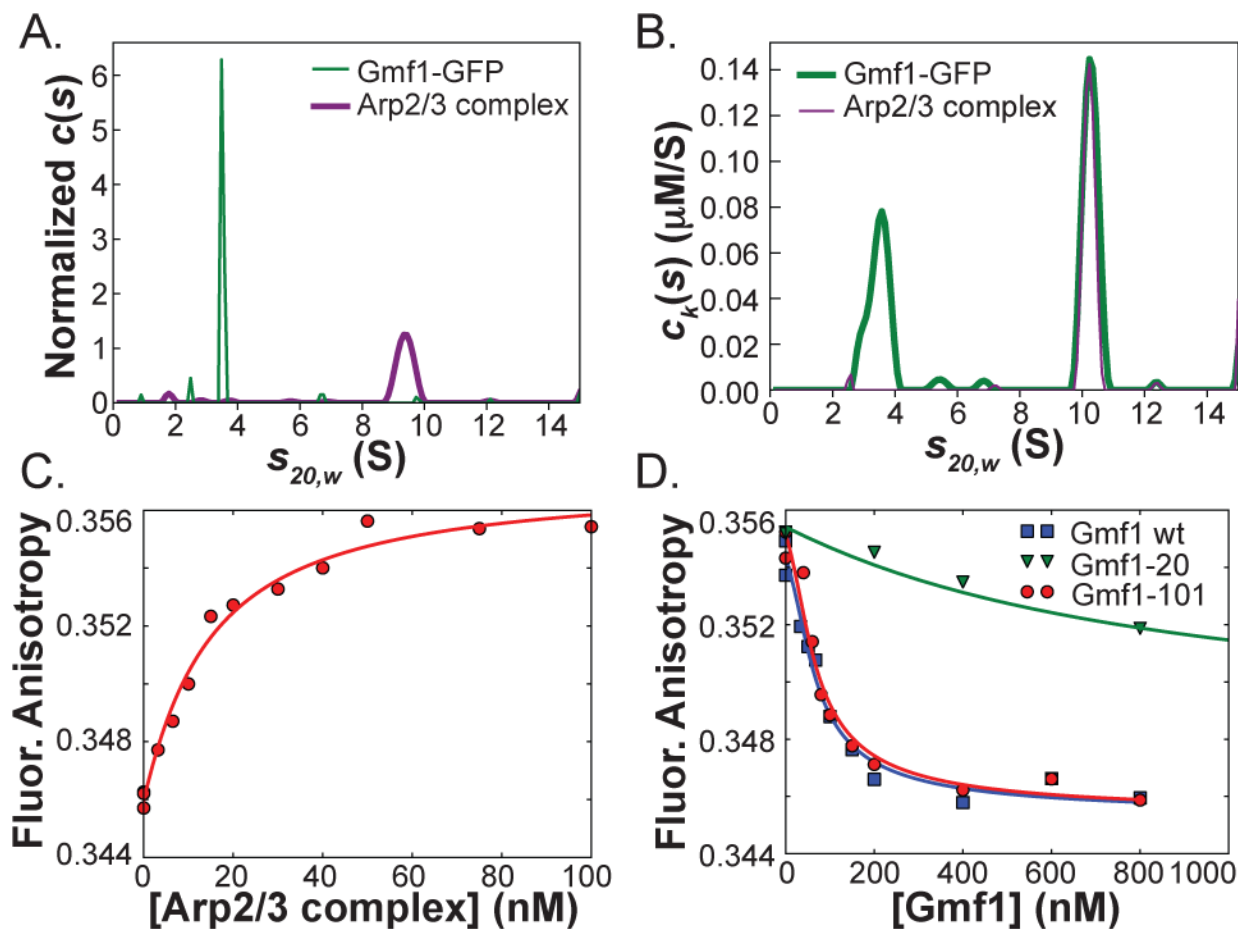 A.
Normalized c(s)
6
5
4
3
2
1
0
Gmf1-GFP
Arp2/3 complex
0 2 4 6 8 10 12 14
s20,w (S)
B.
ck(s) (μM/S)
0.14
0.12
0.10
0.08
0.06
0.04
0.02
0.00
Gmf1-GFP
Arp2/3 complex
0 2 4 6 8 10 12 14
s20,w (S)
C.
Fluor. Anisotropy
0.356
0.352
0.348
0.344
0 20 40 60 80 100
[Arp2/3 complex] (nM)
D.
Fluor. Anisotropy
0.356
0.352
0.348
0.344
Gmf1 wt
Gmf1-20
Gmf1-101
0 200 400 600 800 1000
[Gmf1] (nM)